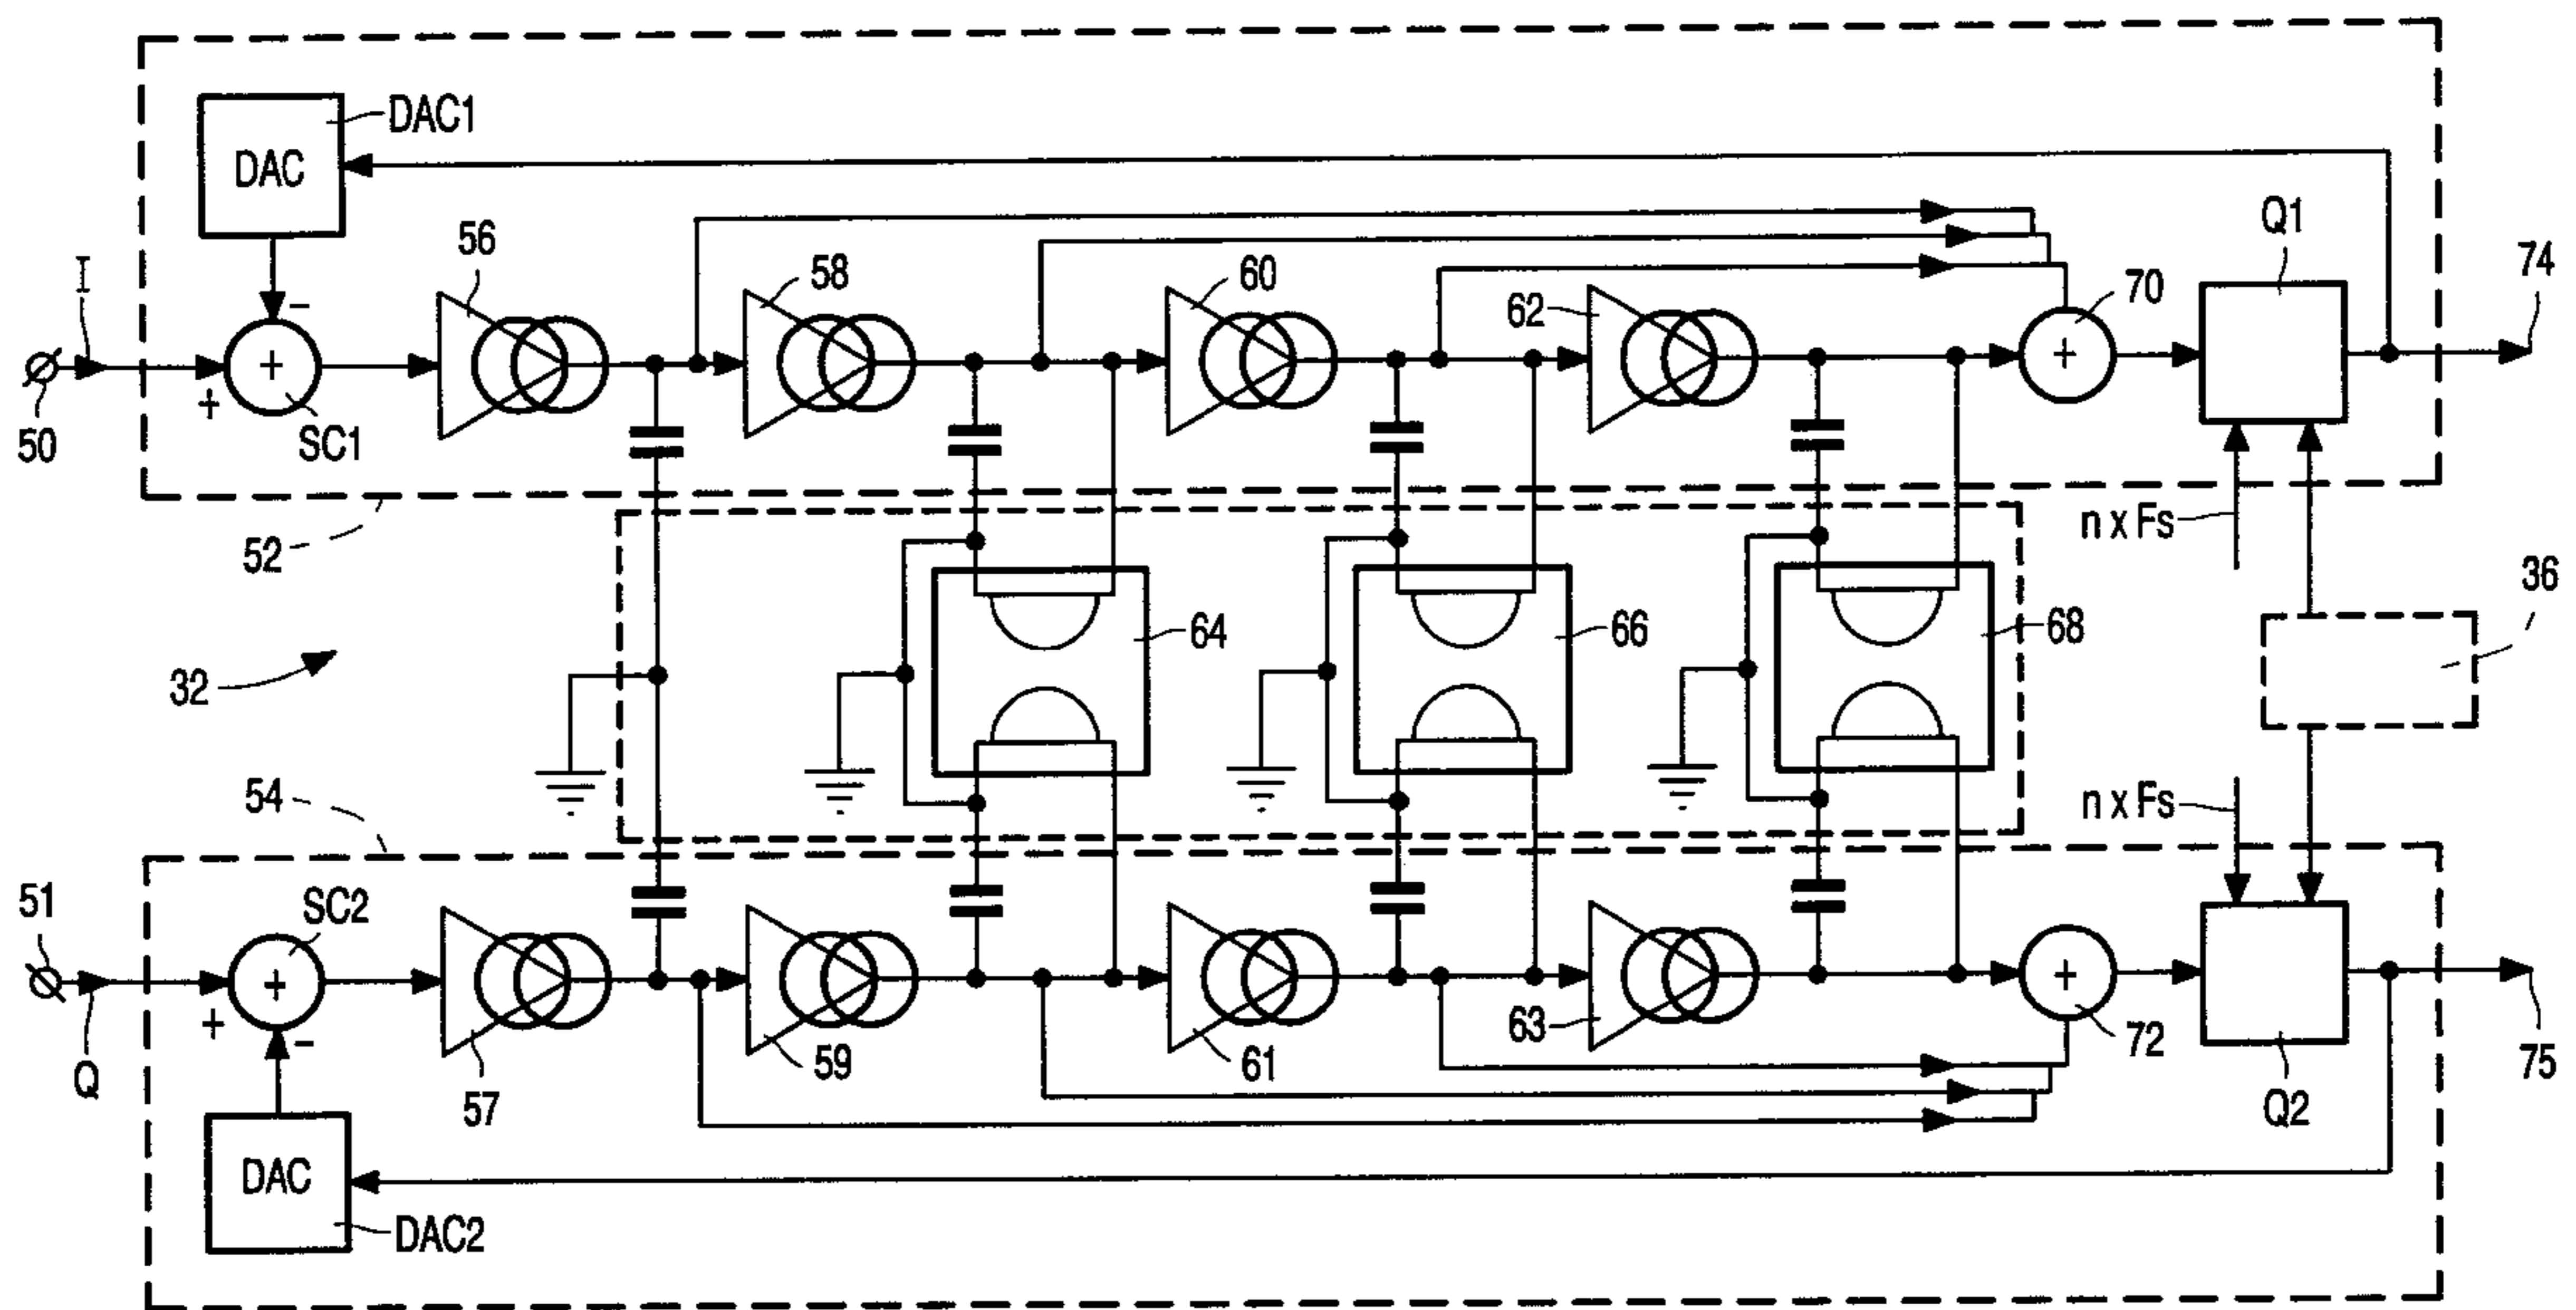 DAC1
DAC
56
58
60
62
70
Q1
74
I
+
-
+
50
SC1
+
52
n x Fs
36
32
64
66
68
54
n x Fs
51
SC2
+
+
-
Q
57
59
61
63
+
72
Q2
75
DAC
DAC2